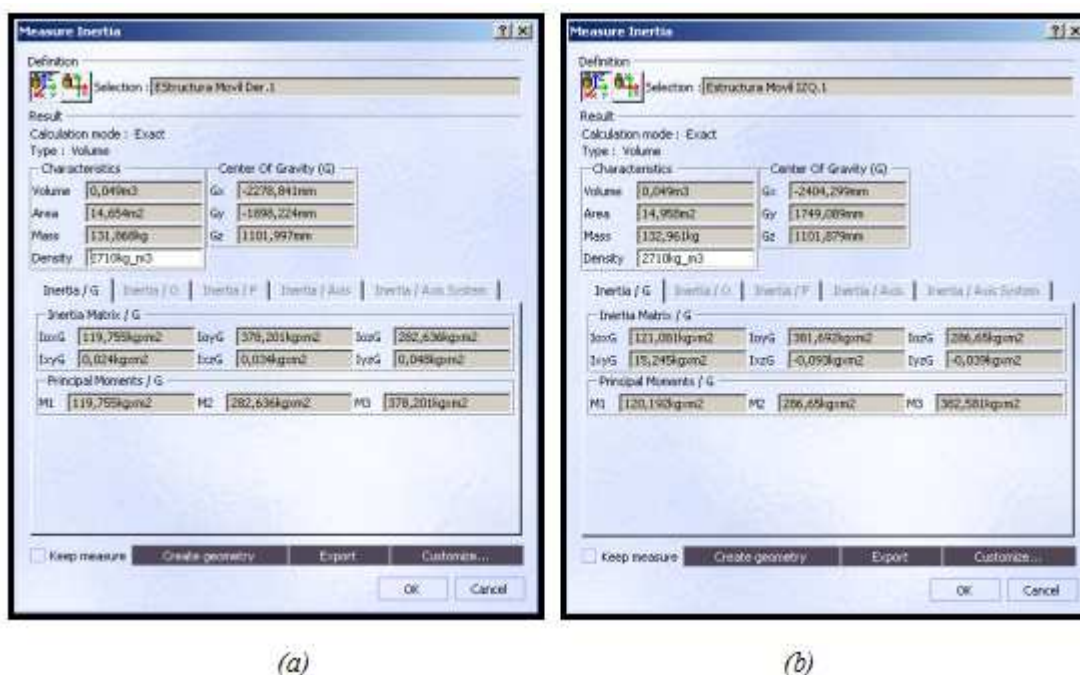 Measure Inertia
Definition
Selection : EStructura Movil Der.1
Result
Calculation mode : Exact
Type : Volume
Characteristics Center Of Gravity (G)
Volume 0,049m3 Gx -2278,841mm
Area 14,654m2 Gy -1898,224mm
Mass 131,868kg Gz 1101,997mm
Density 2710kg_m3
Inertia / G Inertia / O Inertia / P Inertia / Axis Inertia / Axis System
Inertia Matrix / G
IoxG 119,755kgxm2 IoyG 378,201kgxm2 IozG 282,636kgxm2
IxyG 0,024kgxm2 IxzG 0,034kgxm2 IyzG 0,048kgxm2
Principal Moments / G
M1 119,755kgxm2 M2 282,636kgxm2 M3 378,201kgxm2
Keep measure Create geometry Export Customize...
OK Cancel
(a)
Measure Inertia
Definition
Selection : Estructura Movil IZQ.1
Result
Calculation mode : Exact
Type : Volume
Characteristics Center Of Gravity (G)
Volume 0,049m3 Gx -2404,299mm
Area 14,958m2 Gy 1749,089mm
Mass 132,961kg Gz 1101,879mm
Density 2710kg_m3
Inertia / G Inertia / O Inertia / P Inertia / Axis Inertia / Axis System
Inertia Matrix / G
IoxG 121,081kgxm2 IoyG 381,692kgxm2 IozG 286,65kgxm2
IxyG 15,245kgxm2 IxzG -0,093kgxm2 IyzG -0,039kgxm2
Principal Moments / G
M1 120,192kgxm2 M2 286,65kgxm2 M3 382,581kgxm2
Keep measure Create geometry Export Customize...
OK Cancel
(b)